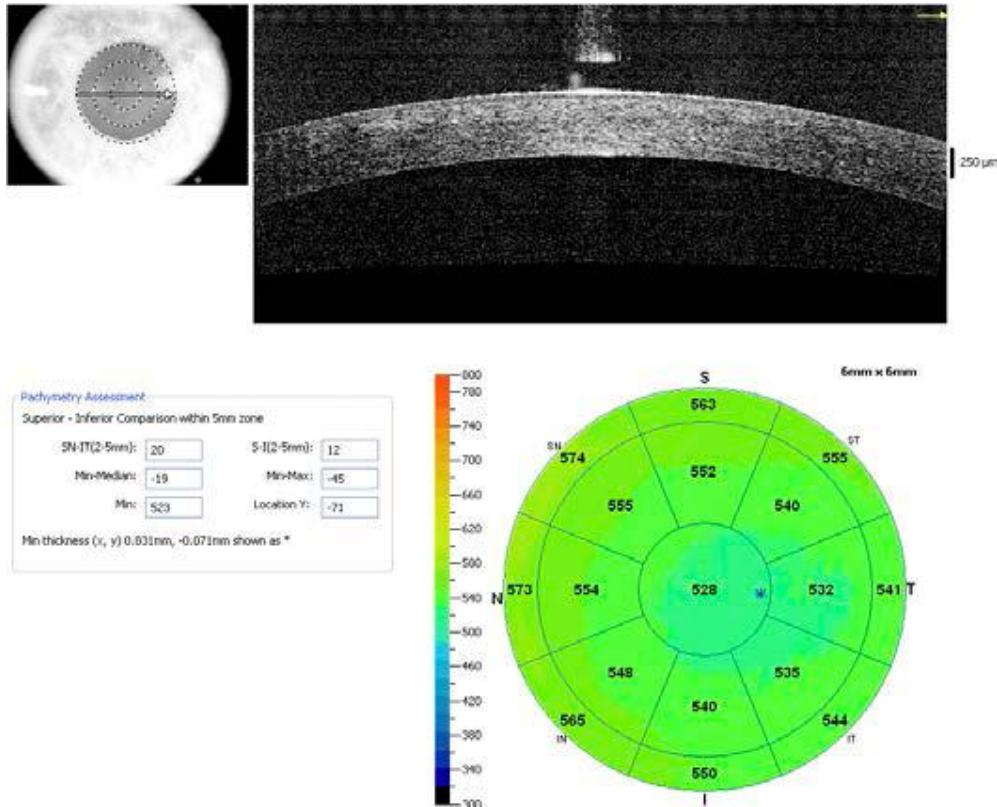 250 µm
Pachymetry Assessment
Superior - Inferior Comparison within 5mm zone
SN-IT(2-5mm): 20 S-I(2-5mm): 12
Min-Median: -19 Min-Max: -45
Min: 523 Location Y: -71
Min thickness (x, y) 0.831mm, -0.071mm shown as *
6mm x 6mm
800
780
740
700
660
620
580
540
500
460
420
380
340
300
S
563
SN
574
ST
555
552
555
540
N
573
554
528
532
541
T
548
535
540
565
IN
544
IT
550
I